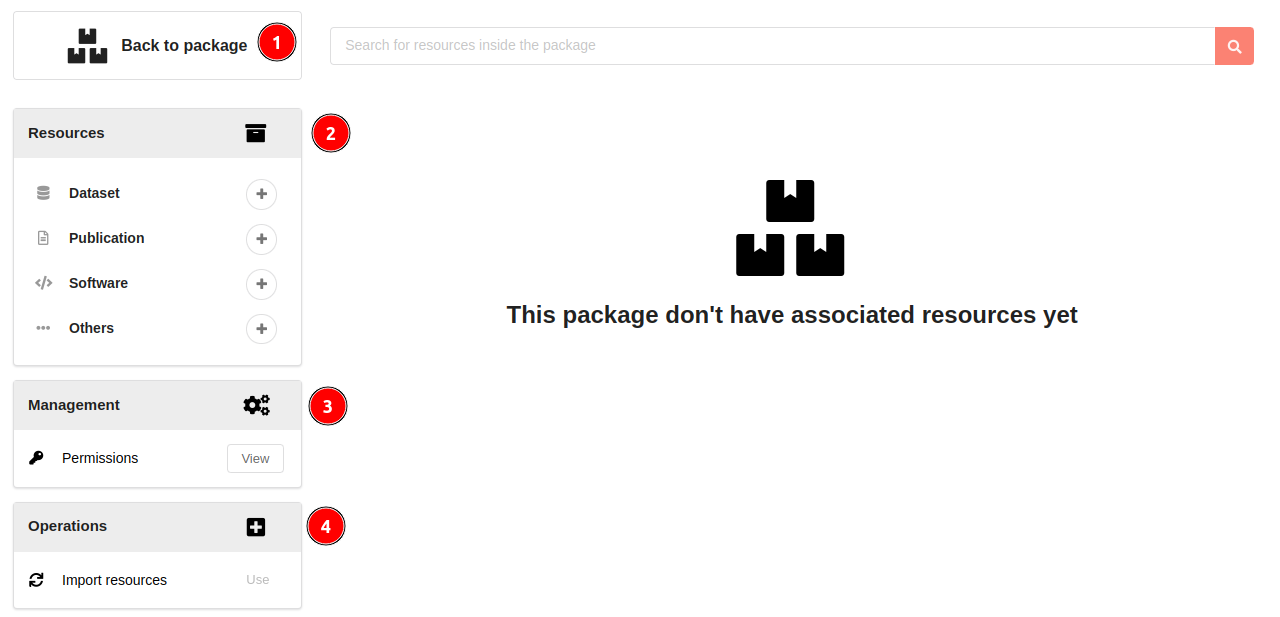 Back to package
1
Search for resources inside the package
Resources
2
Dataset
Publication
Software
Others
This package don't have associated resources yet
Management
3
Permissions
View
Operations
4
Import resources
Use